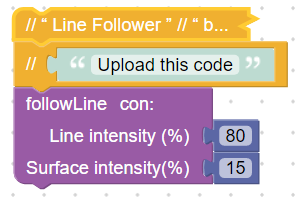 // “ Line Follower ” // “ b...
// “ Upload this code ”
followLine con:
Line intensity (%) 80
Surface intensity(%) 15